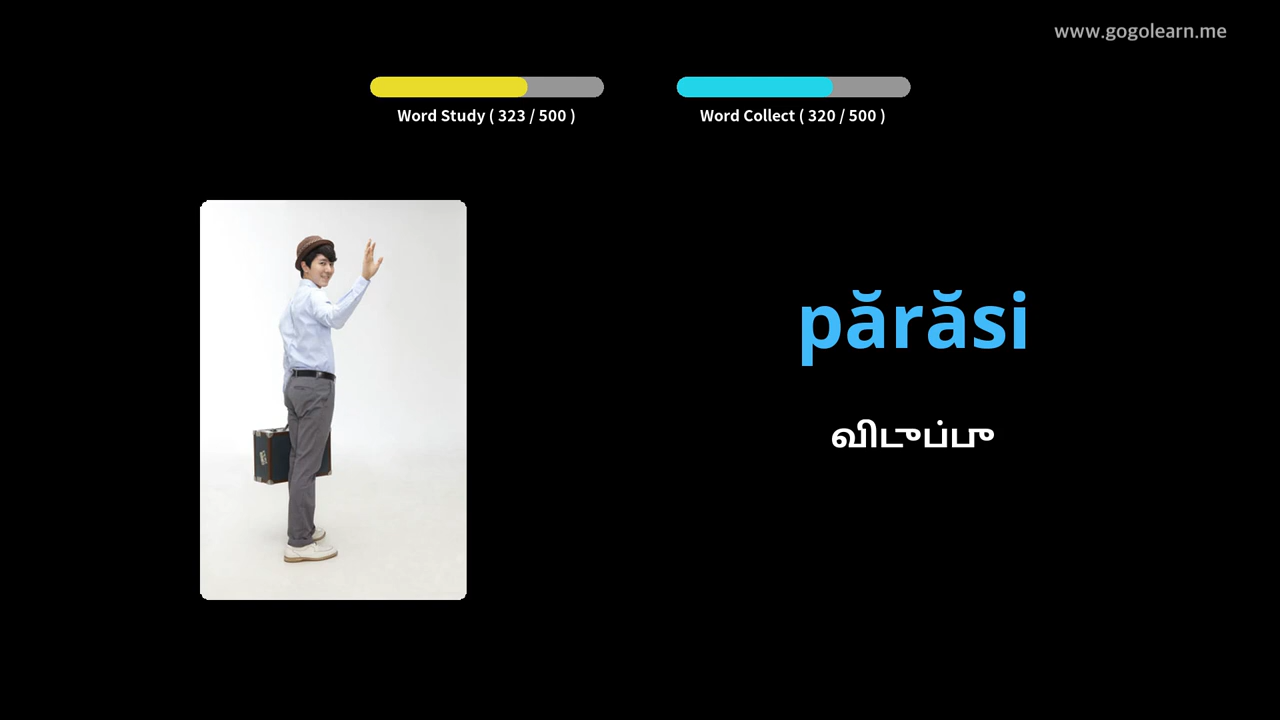 www.gogolearn.me
Word Study ( 323 / 500 )
Word Collect ( 320 / 500 )
părăsi
விடுப்பு